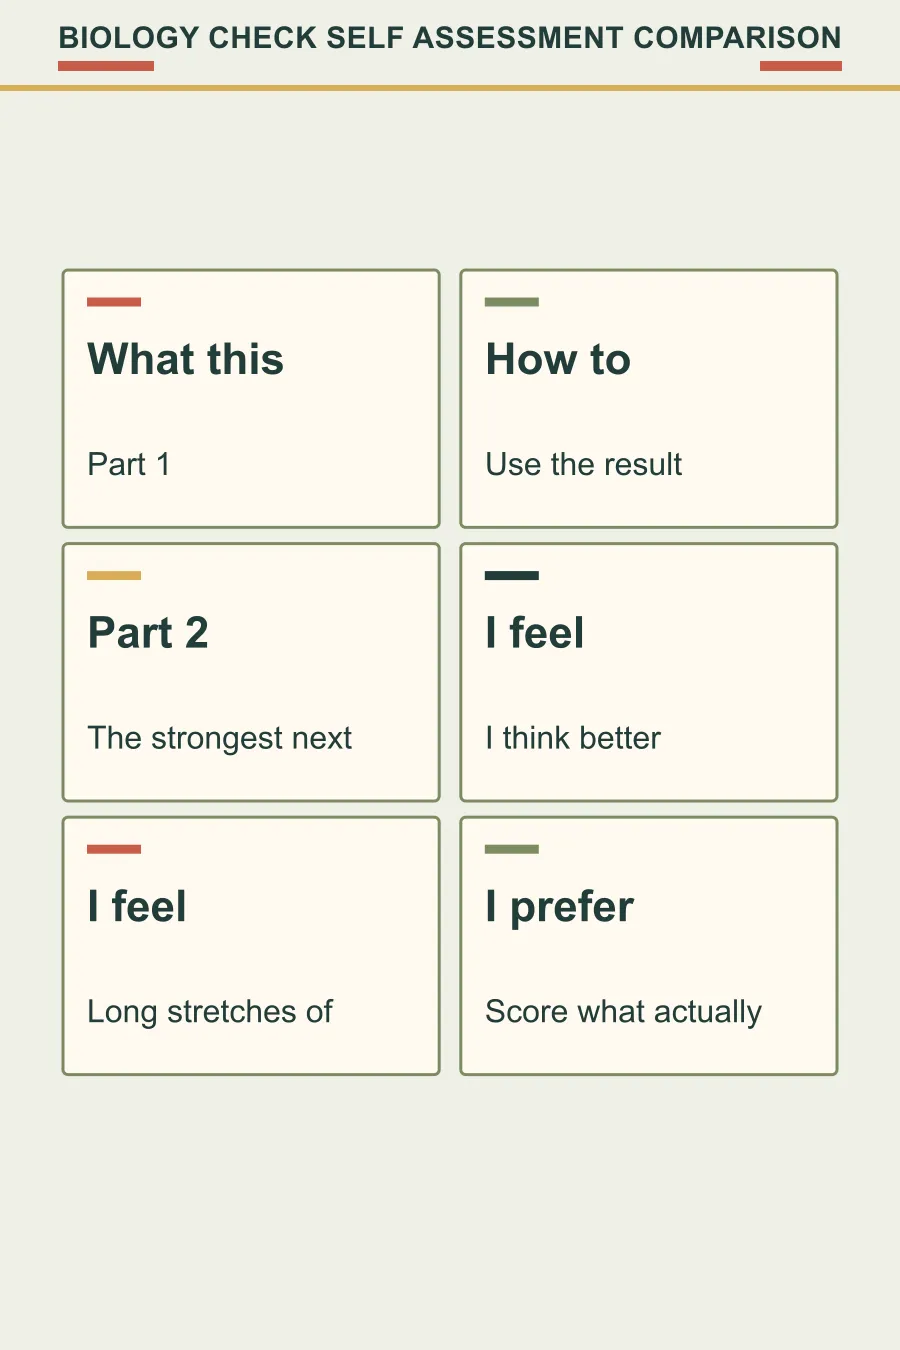 BIOLOGY CHECK SELF ASSESSMENT COMPARISON
What this
Part 1
How to
Use the result
Part 2
The strongest next
I feel
I think better
I feel
Long stretches of
I prefer
Score what actually